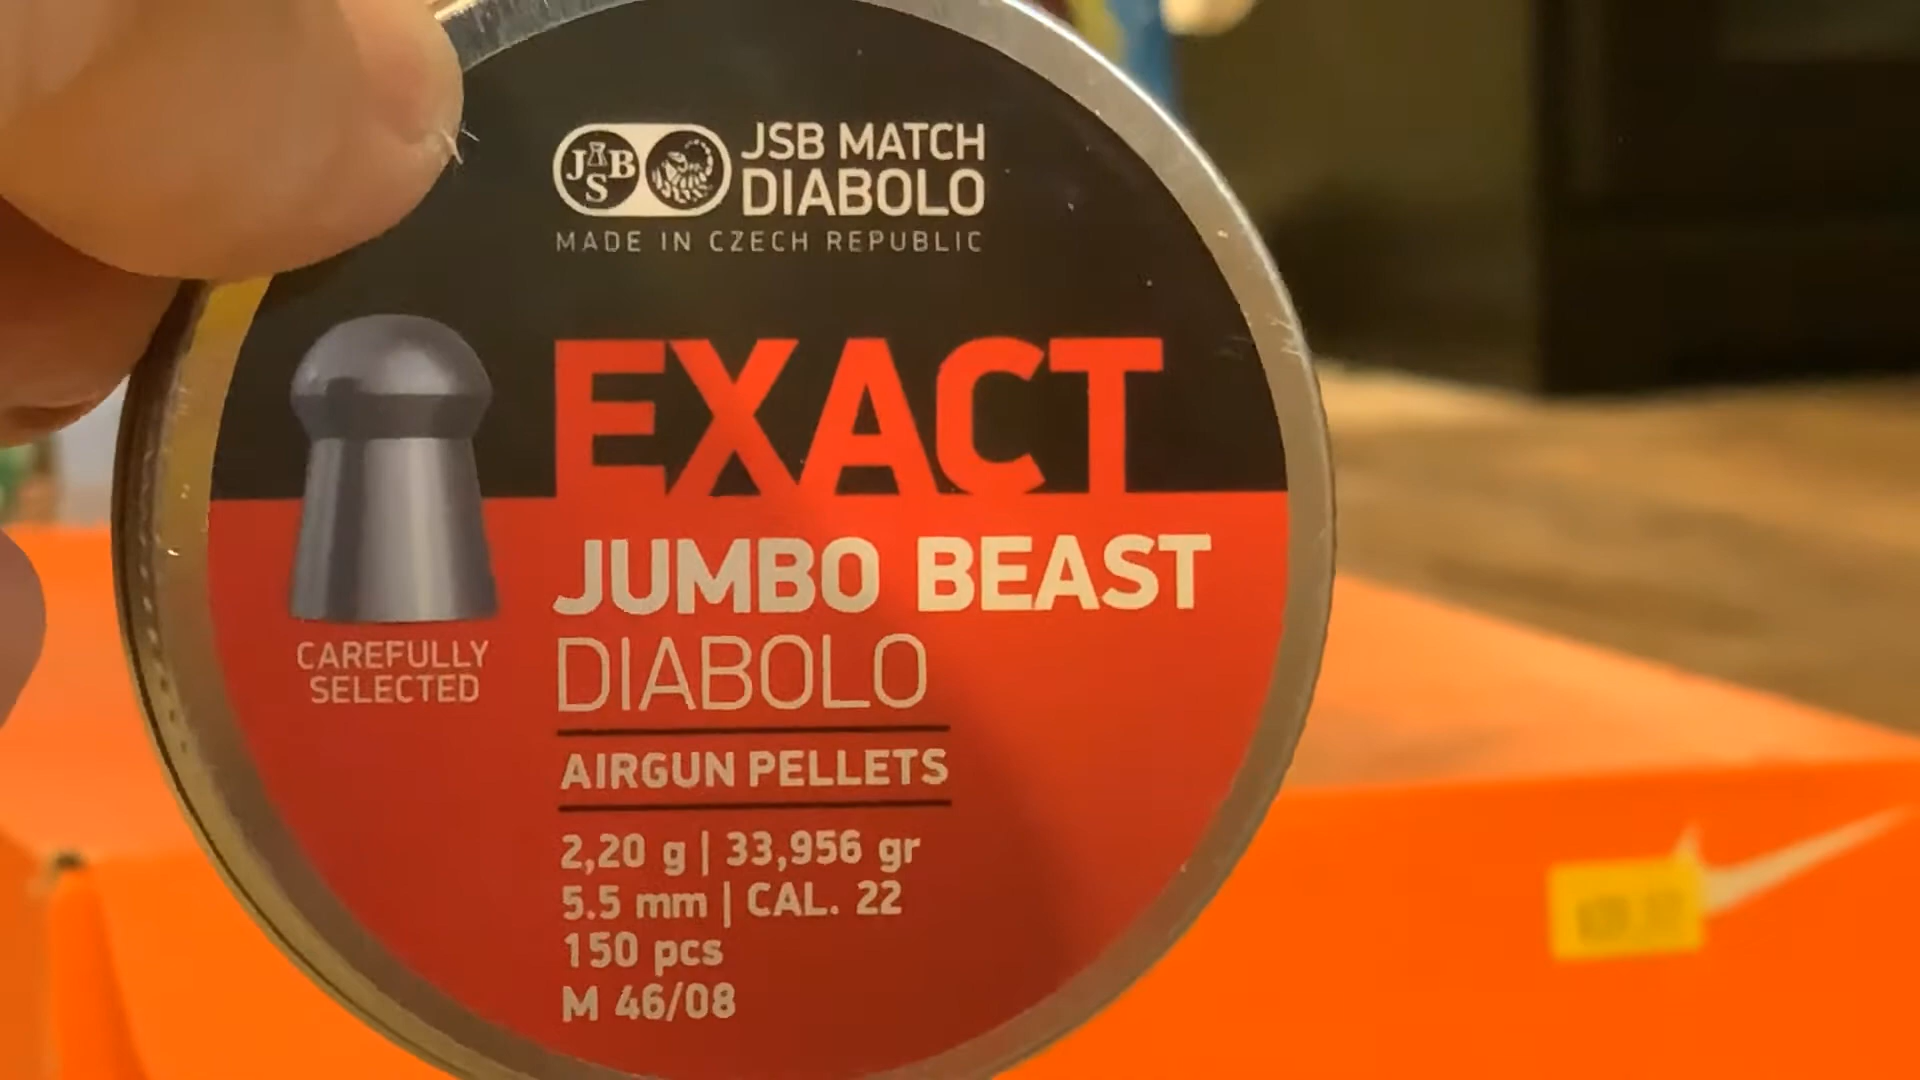 JSB
JSB MATCH
DIABOLO
MADE IN CZECH REPUBLIC
EXACT
JUMBO BEAST
DIABOLO
CAREFULLY
SELECTED
AIRGUN PELLETS
2,20 g | 33,956 gr
5.5 mm | CAL. 22
150 pcs
M 46/08